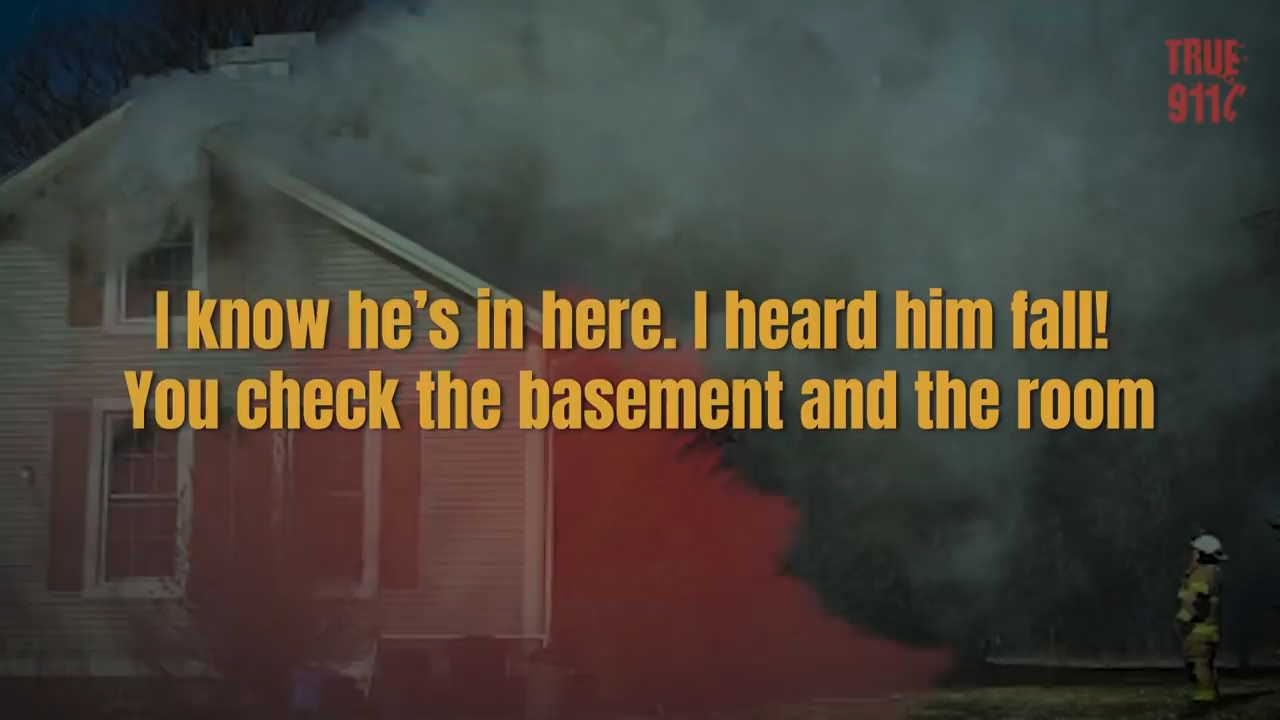 TRUE
911
I know he’s in here. I heard him fall!
You check the basement and the room